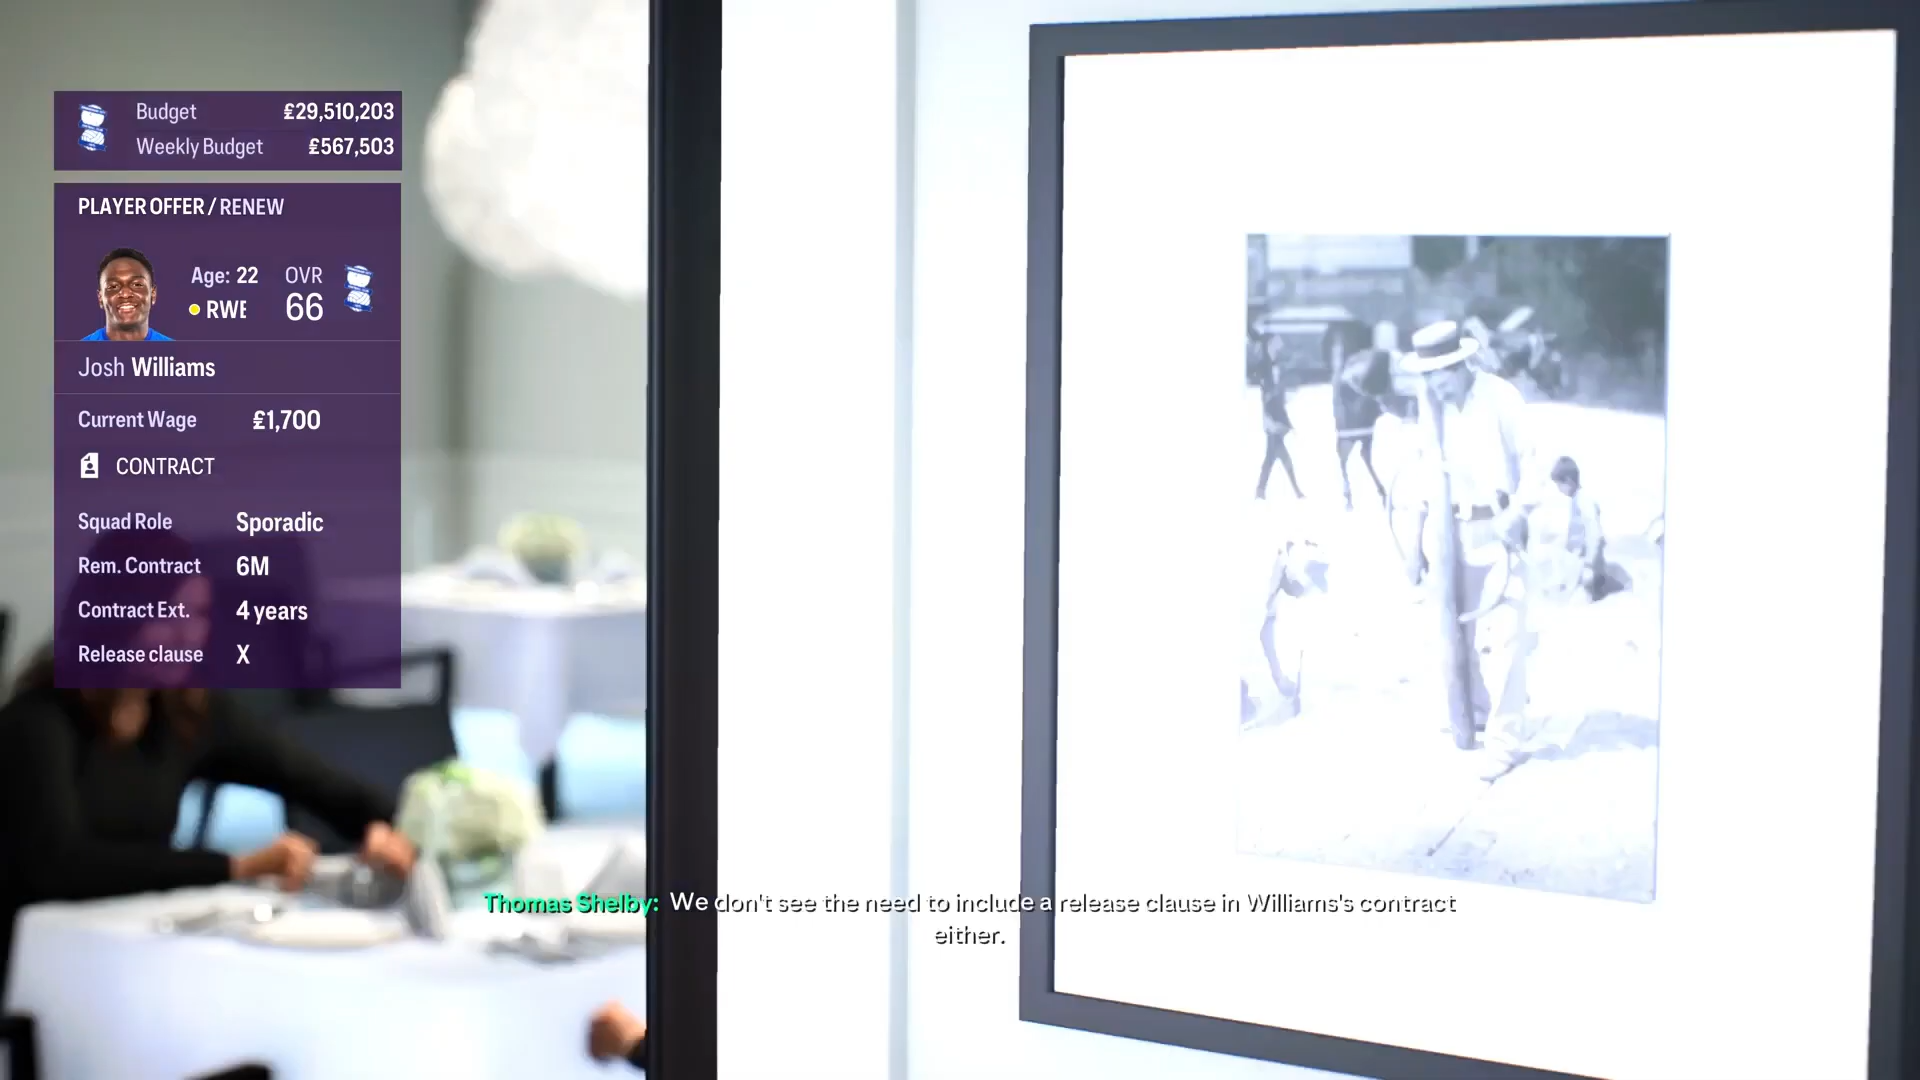 Budget £29,510,203
Weekly Budget £567,503
PLAYER OFFER / RENEW
Age: 22 OVR
RWB 66
Josh Williams
Current Wage £1,700
CONTRACT
Squad Role Sporadic
Rem. Contract 6M
Contract Ext. 4 years
Release clause X
Thomas Shelby: We don't see the need to include a release clause in Williams's contract
either.